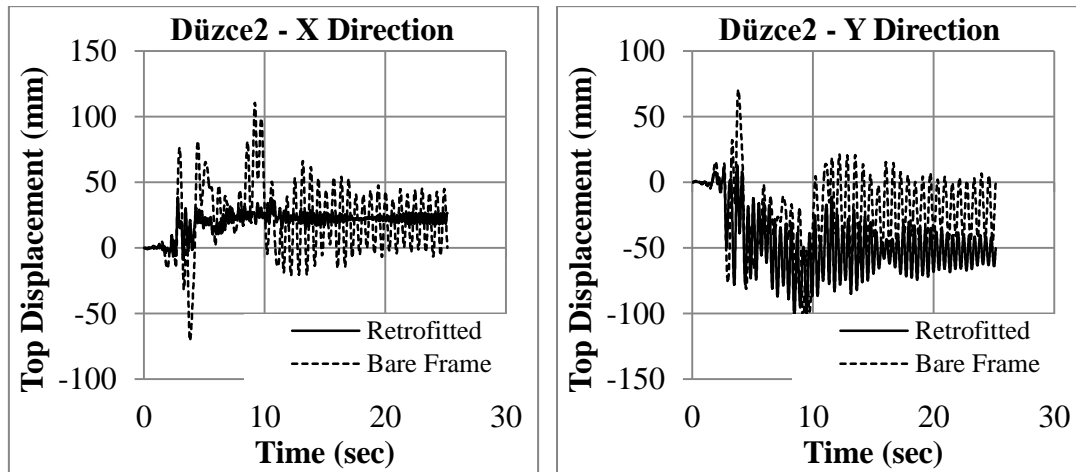 Düzce2 - X Direction
Top Displacement (mm)
150
100
50
0
-50
-100
0
10
20
30
Time (sec)
Retrofitted
Bare Frame
Düzce2 - Y Direction
Top Displacement (mm)
100
50
0
-50
-100
-150
0
10
20
30
Time (sec)
Retrofitted
Bare Frame